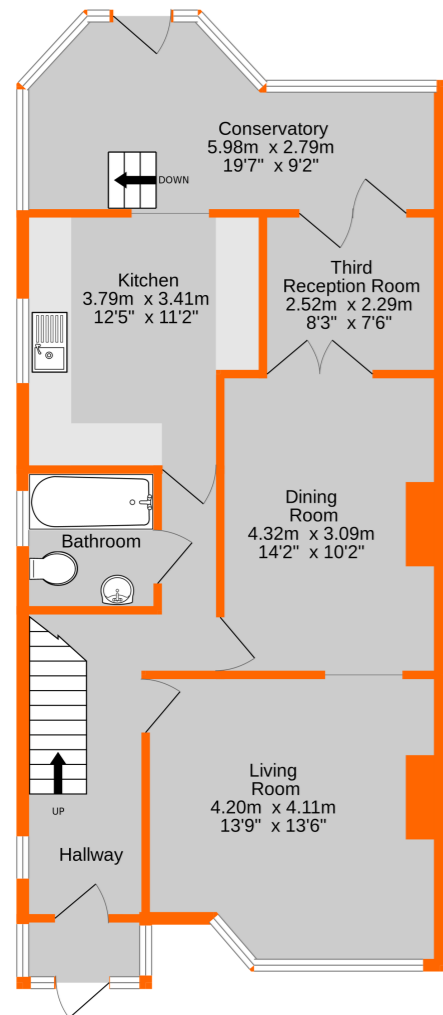 Conservatory
5.98m x 2.79m
19'7" x 9'2"
DOWN
Kitchen
3.79m x 3.41m
12'5" x 11'2"
Third
Reception Room
2.52m x 2.29m
8'3" x 7'6"
Dining
Room
4.32m x 3.09m
14'2" x 10'2"
Bathroom
UP
Living
Room
4.20m x 4.11m
13'9" x 13'6"
Hallway